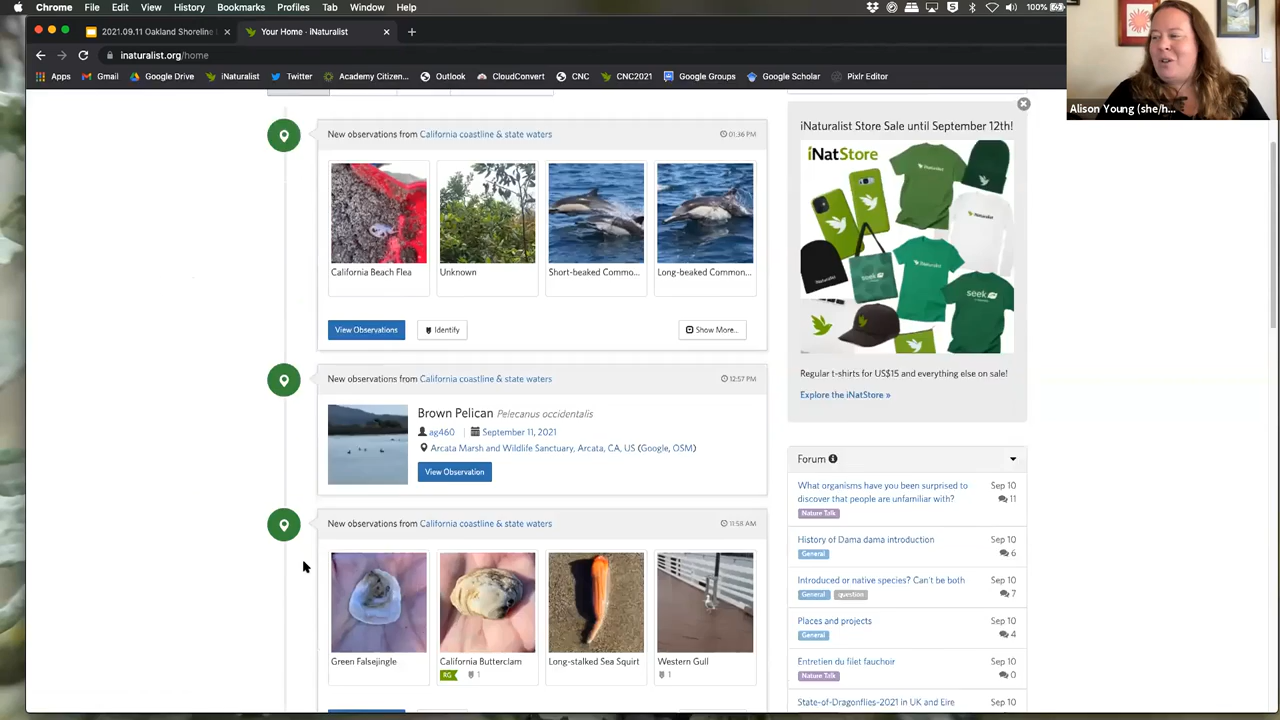 Chrome File Edit View History Bookmarks Profiles Tab Window Help 100%
2021.09.11 Oakland Shoreline
Your Home · iNaturalist
inaturalist.org/home
Apps Gmail Google Drive iNaturalist Twitter Academy Citizen... Outlook CloudConvert CNC CNC2021 Google Groups Google Scholar Pixlr Editor
Alison Young (she/h...
New observations from California coastline & state waters 01:36 PM
California Beach Flea
Unknown
Short-beaked Commo...
Long-beaked Common...
View Observations
Identify
Show More...
New observations from California coastline & state waters 12:57 PM
Brown Pelican Pelecanus occidentalis
ag460 September 11, 2021
Arcata Marsh and Wildlife Sanctuary, Arcata, CA, US (Google, OSM)
View Observation
New observations from California coastline & state waters 11:58 AM
Green Falsejingle
California Butterclam
RG 1
Long-stalked Sea Squirt
Western Gull
1
iNaturalist Store Sale until September 12th!
iNatStore
seek
seek
Regular t-shirts for US$15 and everything else on sale!
Explore the iNatStore »
Forum
What organisms have you been surprised to Sep 10
discover that people are unfamiliar with? 11
Nature Talk
History of Dama dama introduction Sep 10
General 6
Introduced or native species? Can't be both Sep 10
General question 7
Places and projects Sep 10
General 4
Entretien du filet fauchoir Sep 10
Nature Talk 0
State-of-Dragonflies-2021 in UK and Eire Sep 10